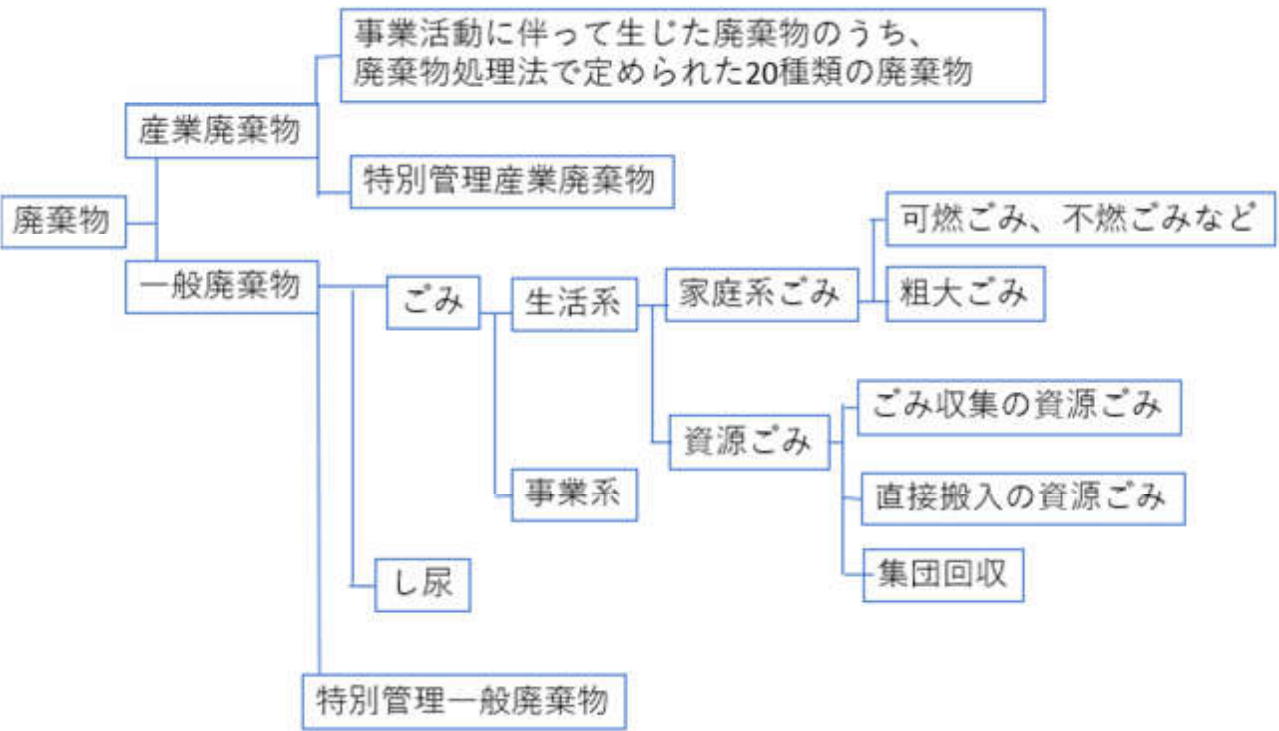 事業活動に伴って生じた廃棄物のうち、
廃棄物処理法で定められた20種類の廃棄物
産業廃棄物
特別管理産業廃棄物
廃棄物
可燃ごみ、不燃ごみなど
一般廃棄物
ごみ
生活系
家庭系ごみ
粗大ごみ
ごみ収集の資源ごみ
資源ごみ
直接搬入の資源ごみ
事業系
集団回収
し尿
特別管理一般廃棄物